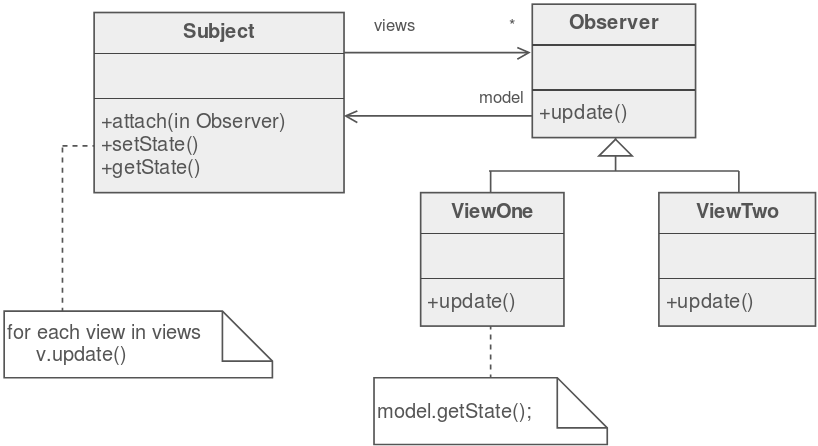 Subject
+attach(in Observer)
+setState()
+getState()
views
*
model
Observer
+update()
ViewOne
+update()
ViewTwo
+update()
for each view in views
v.update()
model.getState();